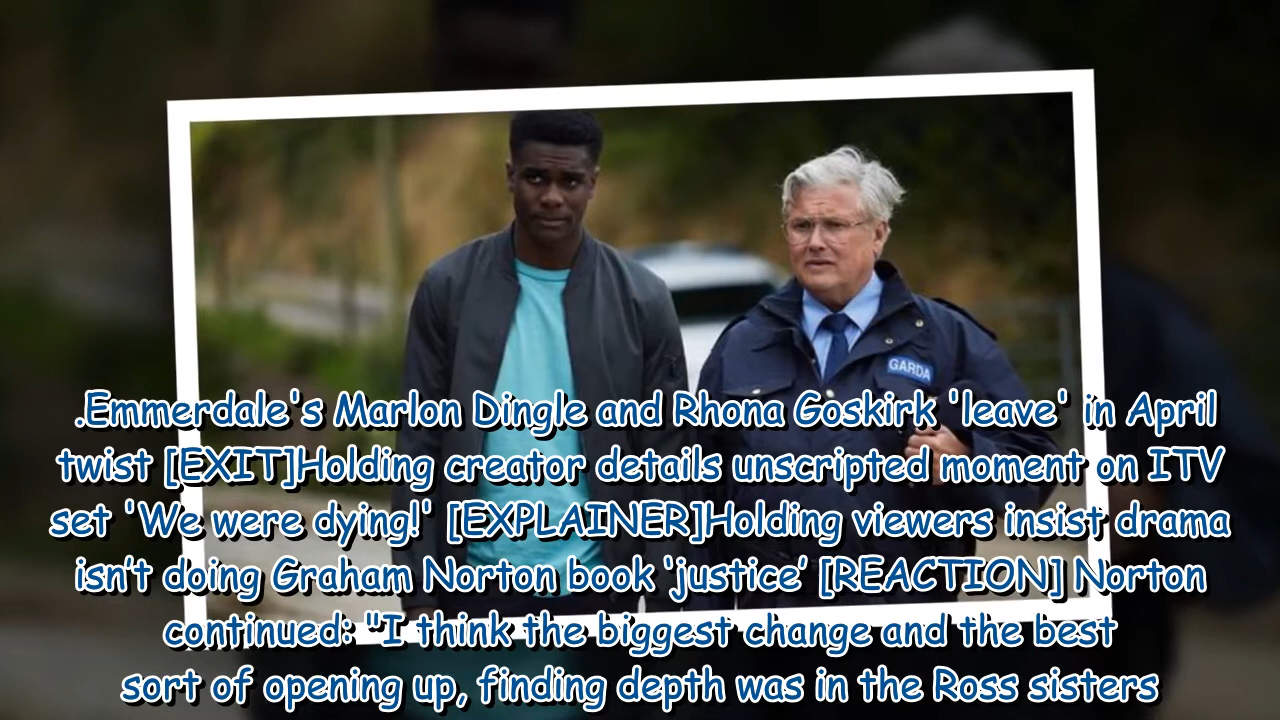 GARDA
.Emmerdale's Marlon Dingle and Rhona Goskirk 'leave' in April
twist [EXIT]Holding creator details unscripted moment on ITV
set 'We were dying!' [EXPLAINER]Holding viewers insist drama
isn’t doing Graham Norton book ‘justice’ [REACTION] Norton
continued: "I think the biggest change and the best
sort of opening up, finding depth was in the Ross sisters